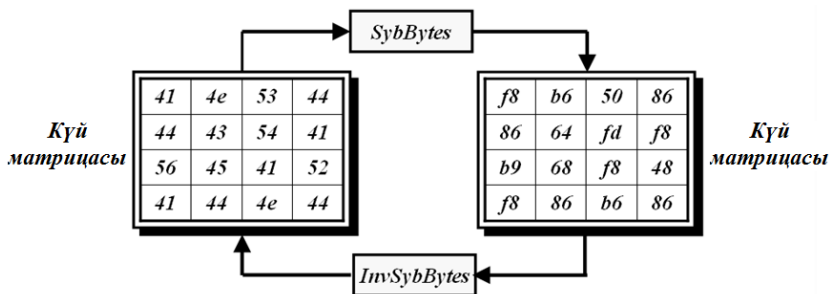 SybBytes
Күй
матрицасы
41 4e 53 44
44 43 54 41
56 45 41 52
41 44 4e 44
f8 b6 50 86
86 64 fd f8
b9 68 f8 48
f8 86 b6 86
Күй
матрицасы
InvSybBytes